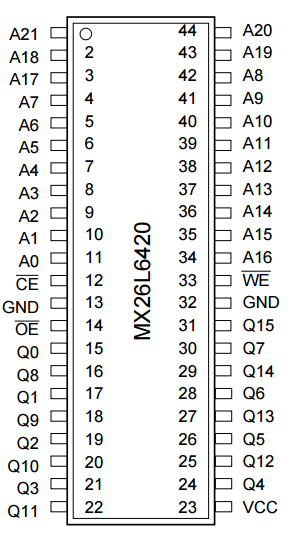 A21 44 A20
A18 2 43 A19
A17 3 42 A8
A7 4 41 A9
A6 5 40 A10
A5 6 39 A11
A4 7 38 A12
A3 8 37 A13
A2 9 36 A14
A1 10 35 A15
A0 11 34 A16
C̅E̅ 12 33 W̅E̅
GND 13 32 GND
O̅E̅ 14 31 Q15
Q0 15 30 Q7
Q8 16 29 Q14
Q1 17 28 Q6
Q9 18 27 Q13
Q2 19 26 Q5
Q10 20 25 Q12
Q3 21 24 Q4
Q11 22 23 VCC
MX26L6420